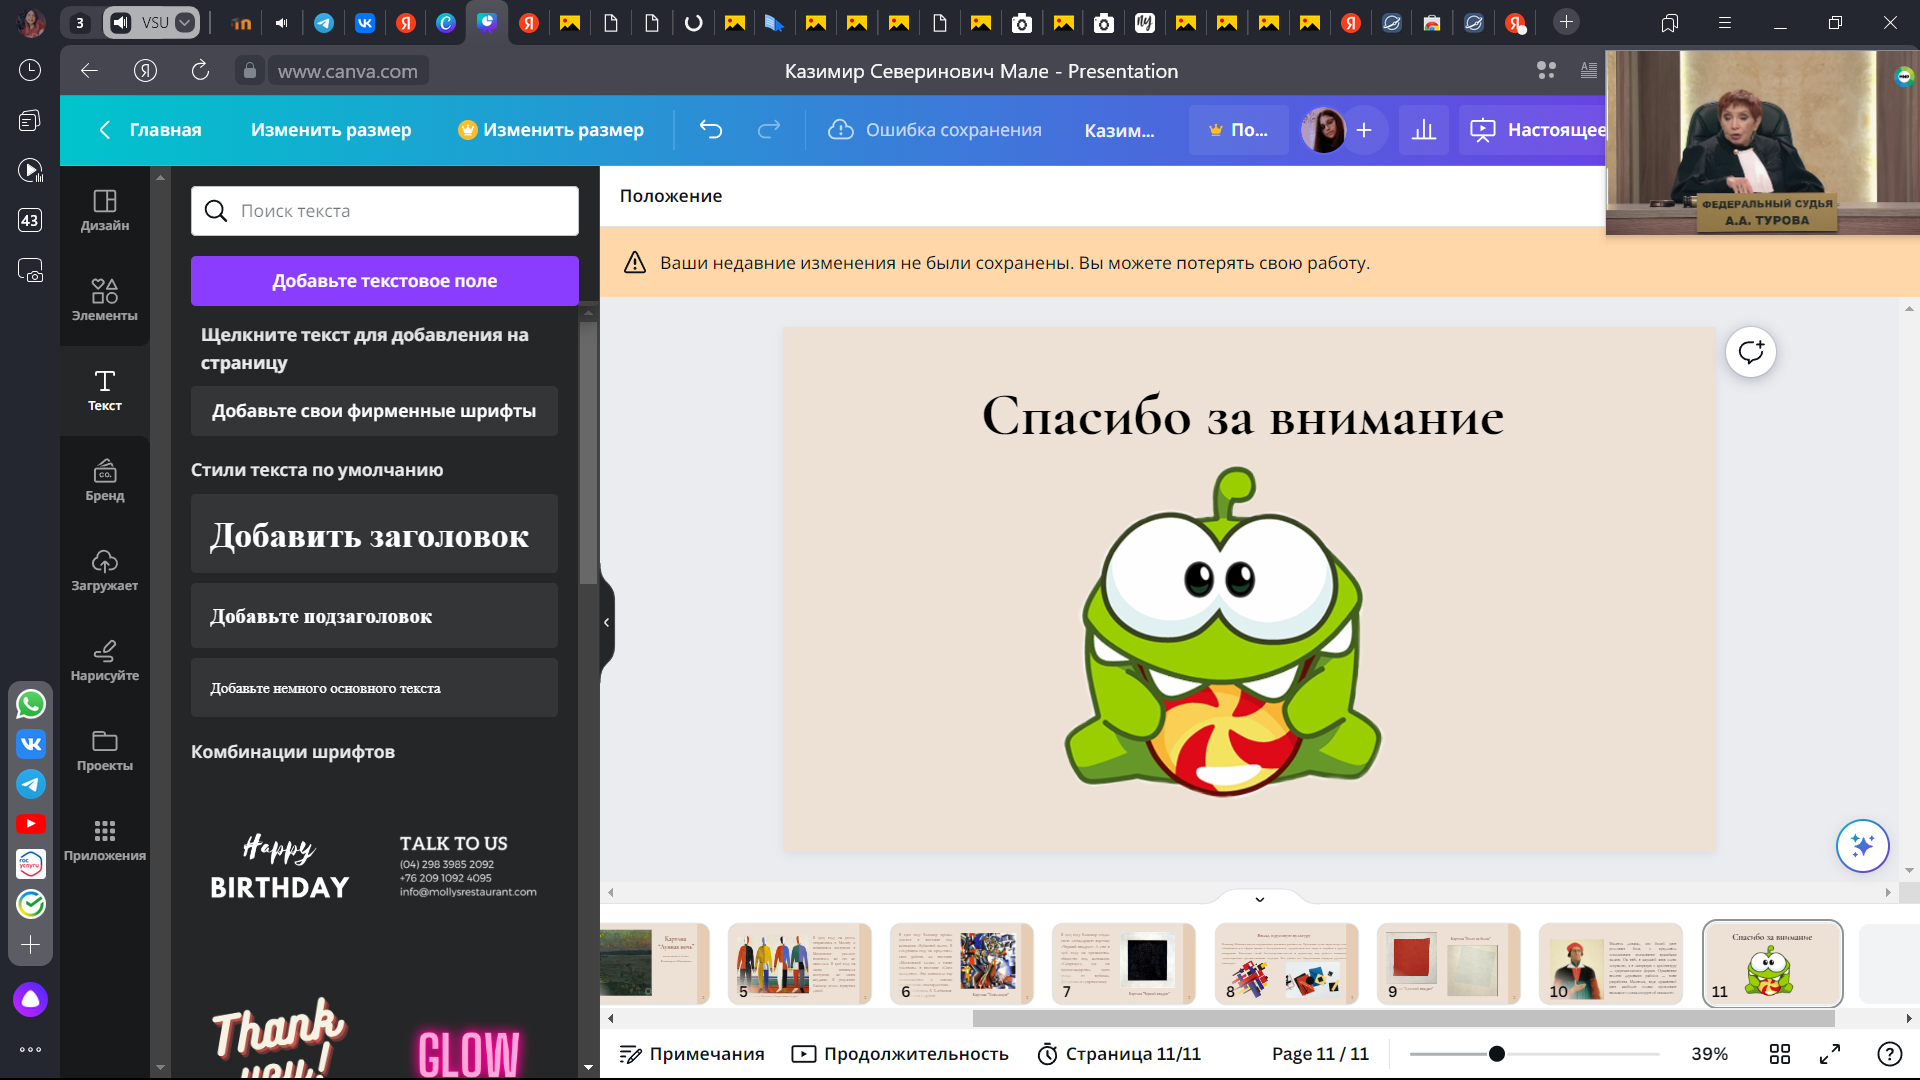 3
VSU
www.canva.com
Казимир Северинович Мале - Presentation
Главная
Изменить размер
Изменить размер
Ошибка сохранения
Казим...
По...
Настоящее
ФЕДЕРАЛЬНЫЙ СУДЬЯ
А.А. ТУРОВА
43
Дизайн
Элементы
Текст
Бренд
Загружает
Нарисуйте
Проекты
Приложения
Поиск текста
Добавьте текстовое поле
Щелкните текст для добавления на
страницу
Добавьте свои фирменные шрифты
Стили текста по умолчанию
Добавить заголовок
Добавьте подзаголовок
Добавьте немного основного текста
Комбинации шрифтов
Happy
BIRTHDAY
TALK TO US
(04) 298 3985 2092
+76 209 1092 4095
info@mollysrestaurant.com
Thank
you!
GLOW
Положение
Ваши недавние изменения не были сохранены. Вы можете потерять свою работу.
Спасибо за внимание
Картина
"Лунная ночь"
5
6
7
8
9
10
11
Спасибо за внимание
Примечания
Продолжительность
Страница 11/11
Page 11 / 11
39%